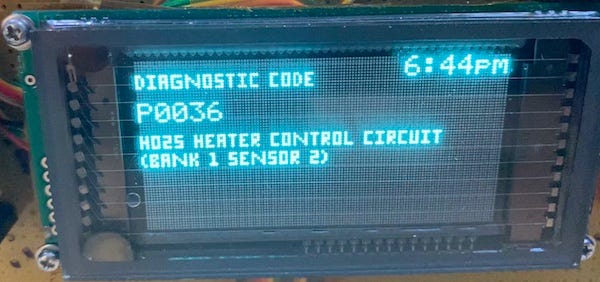 6:44PM
DIAGNOSTIC CODE
P0036
HO2S HEATER CONTROL CIRCUIT
(BANK 1 SENSOR 2)